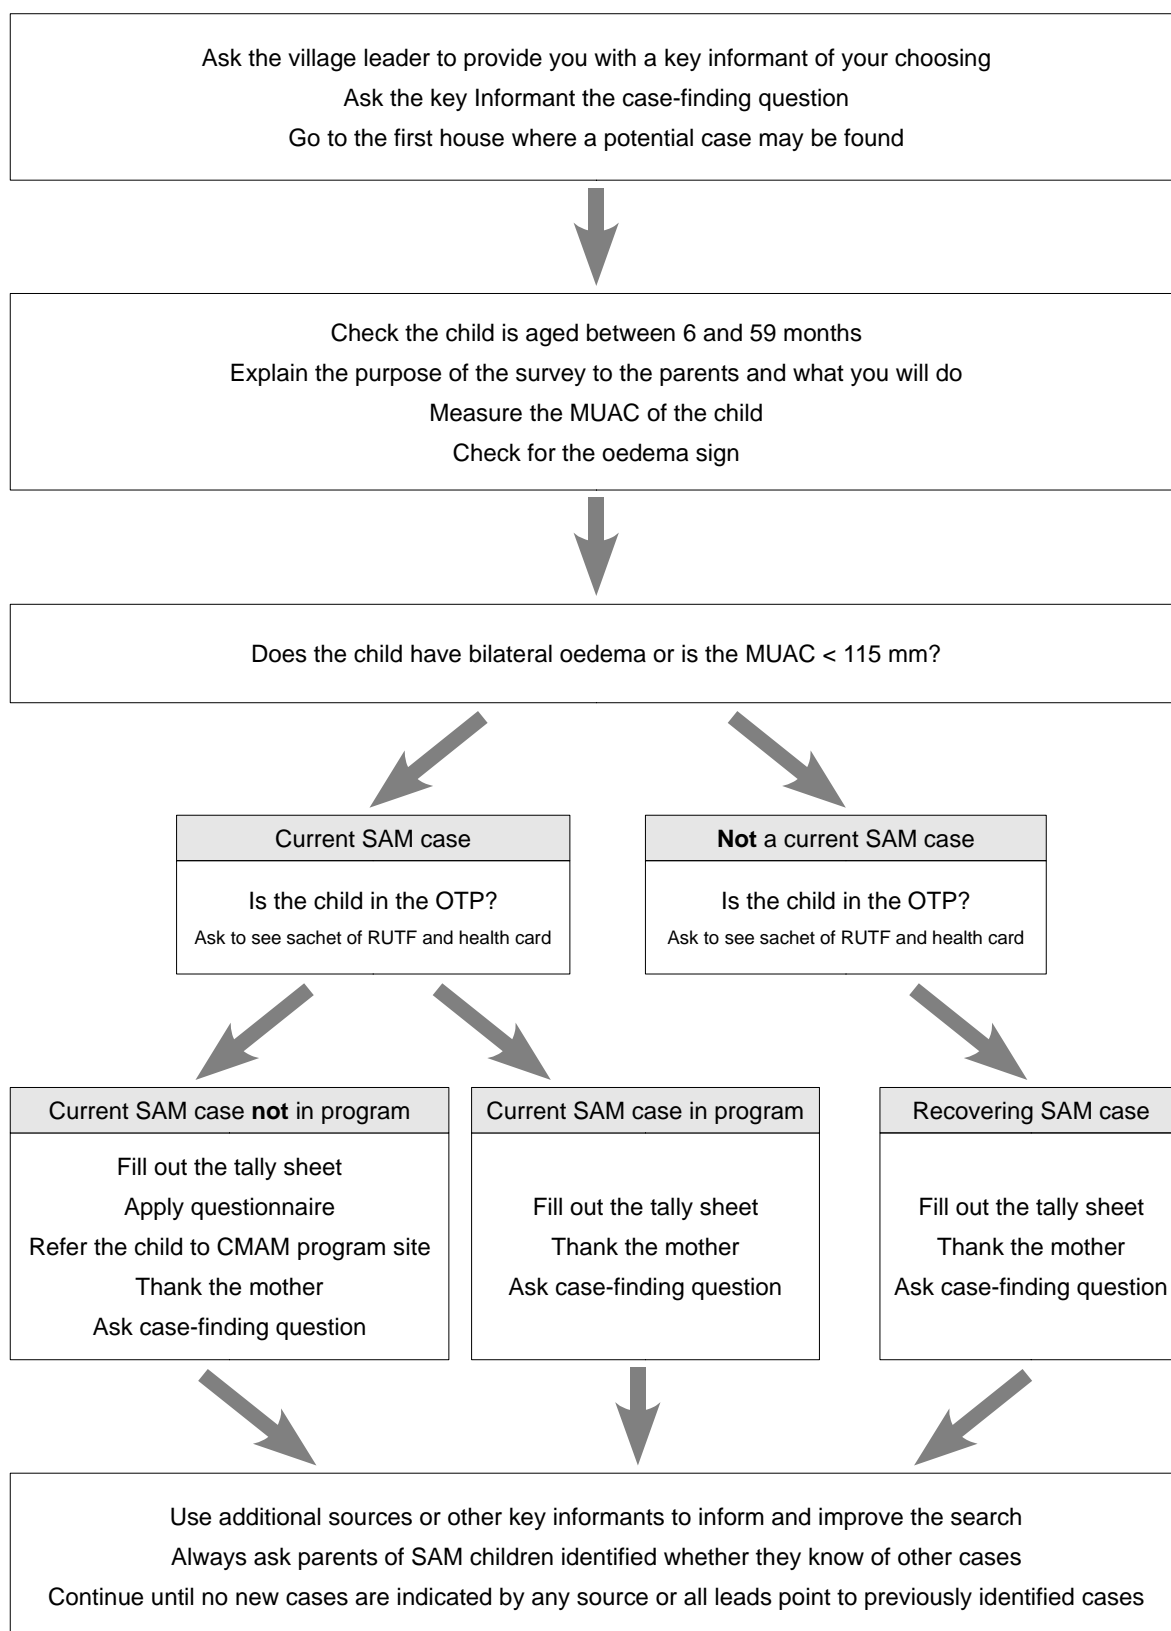 Ask the village leader to provide you with a key informant of your choosing
Ask the key Informant the case-finding question
Go to the first house where a potential case may be found
Check the child is aged between 6 and 59 months
Explain the purpose of the survey to the parents and what you will do
Measure the MUAC of the child
Check for the oedema sign
Does the child have bilateral oedema or is the MUAC < 115 mm?
Current SAM case
Is the child in the OTP?
Ask to see sachet of RUTF and health card
Not a current SAM case
Is the child in the OTP?
Ask to see sachet of RUTF and health card
Current SAM case not in program
Fill out the tally sheet
Apply questionnaire
Refer the child to CMAM program site
Thank the mother
Ask case-finding question
Current SAM case in program
Fill out the tally sheet
Thank the mother
Ask case-finding question
Recovering SAM case
Fill out the tally sheet
Thank the mother
Ask case-finding question
Use additional sources or other key informants to inform and improve the search
Always ask parents of SAM children identified whether they know of other cases
Continue until no new cases are indicated by any source or all leads point to previously identified cases